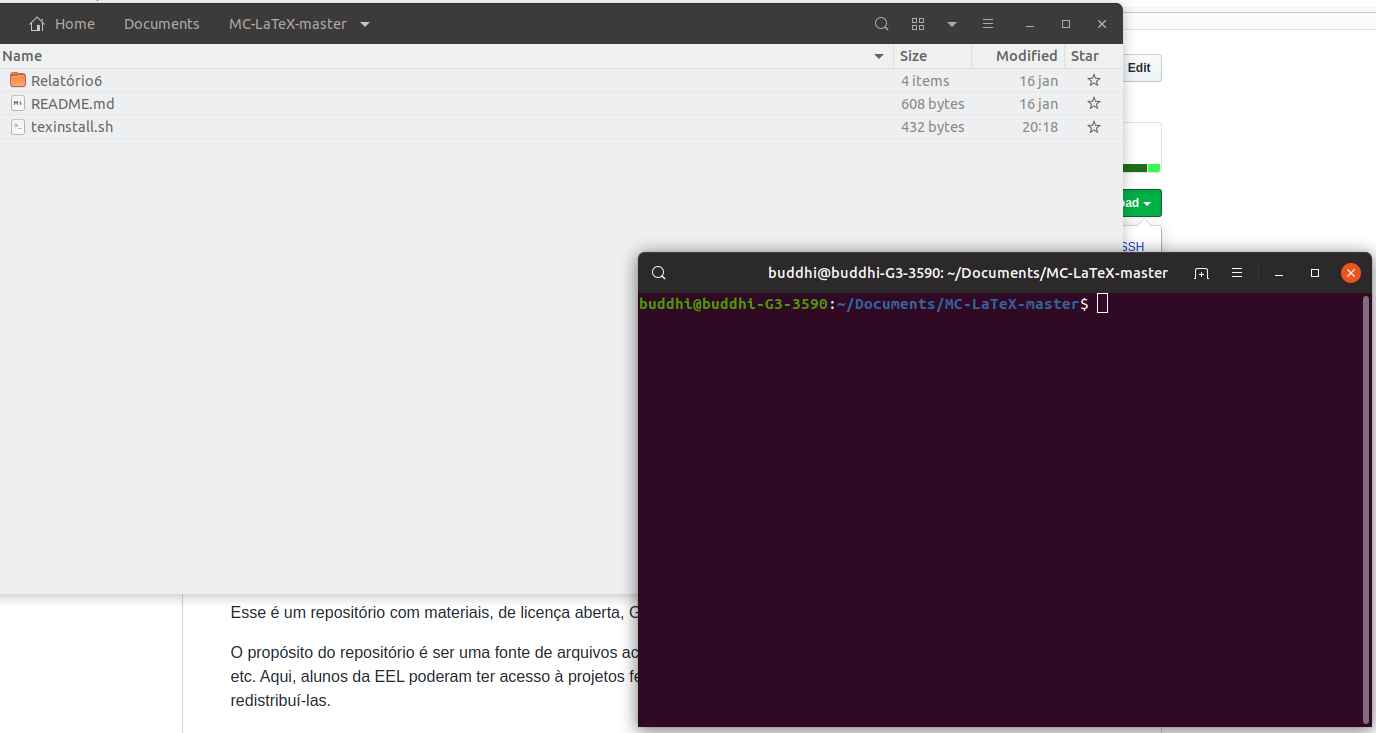 Home Documents MC-LaTeX-master
Name Size Modified Star
Relatório6 4 items 16 jan
README.md 608 bytes 16 jan
texinstall.sh 432 bytes 20:18
Edit
SSH
buddhi@buddhi-G3-3590: ~/Documents/MC-LaTeX-master
buddhi@buddhi-G3-3590:~/Documents/MC-LaTeX-master$
Esse é um repositório com materiais, de licença aberta, G
O propósito do repositório é ser uma fonte de arquivos ac
etc. Aqui, alunos da EEL poderam ter acesso à projetos fe
redistribuí-las.